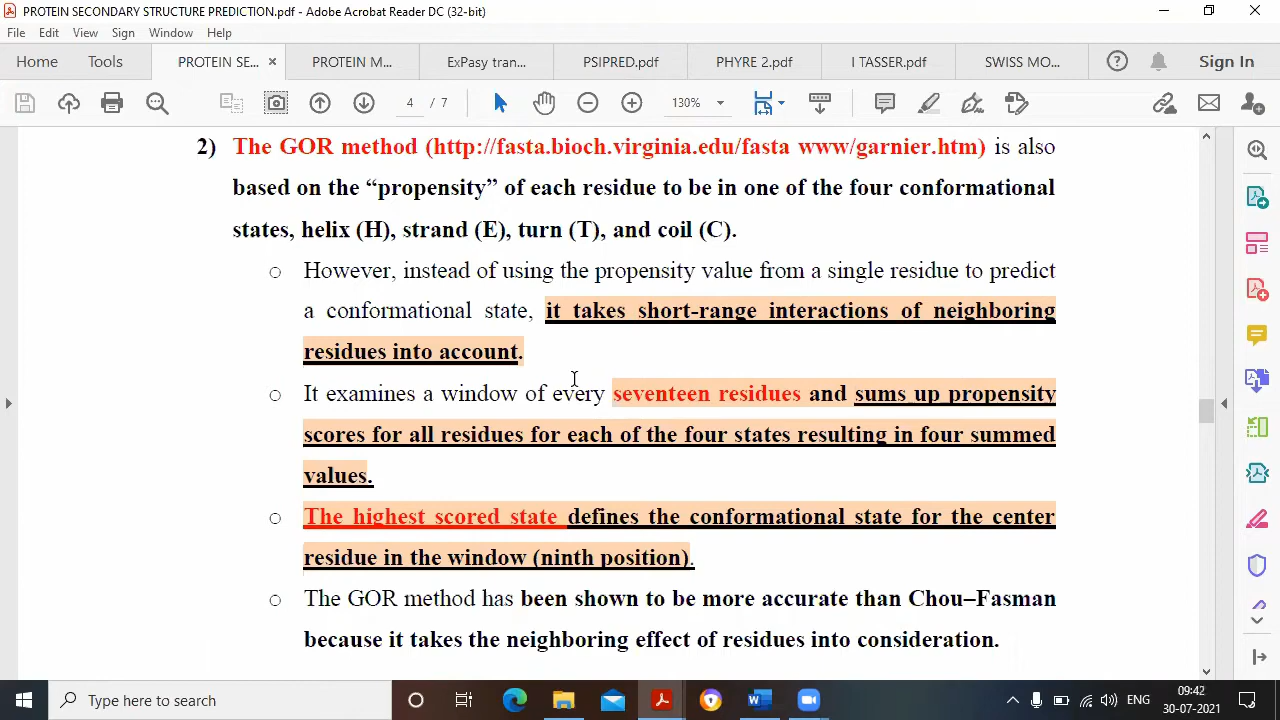 PROTEIN SECONDARY STRUCTURE PREDICTION.pdf - Adobe Acrobat Reader DC (32-bit)
File Edit View Sign Window Help
Home Tools PROTEIN SE... × PROTEIN M... ExPasy tran... PSIPRED.pdf PHYRE 2.pdf I TASSER.pdf SWISS MO... Sign In
4 / 7 130%
2) The GOR method (http://fasta.bioch.virginia.edu/fasta www/garnier.htm) is also
based on the “propensity” of each residue to be in one of the four conformational
states, helix (H), strand (E), turn (T), and coil (C).
o However, instead of using the propensity value from a single residue to predict
a conformational state, it takes short-range interactions of neighboring
residues into account.
o It examines a window of every seventeen residues and sums up propensity
scores for all residues for each of the four states resulting in four summed
values.
o The highest scored state defines the conformational state for the center
residue in the window (ninth position).
o The GOR method has been shown to be more accurate than Chou–Fasman
because it takes the neighboring effect of residues into consideration.
Type here to search
ENG
09:42
30-07-2021